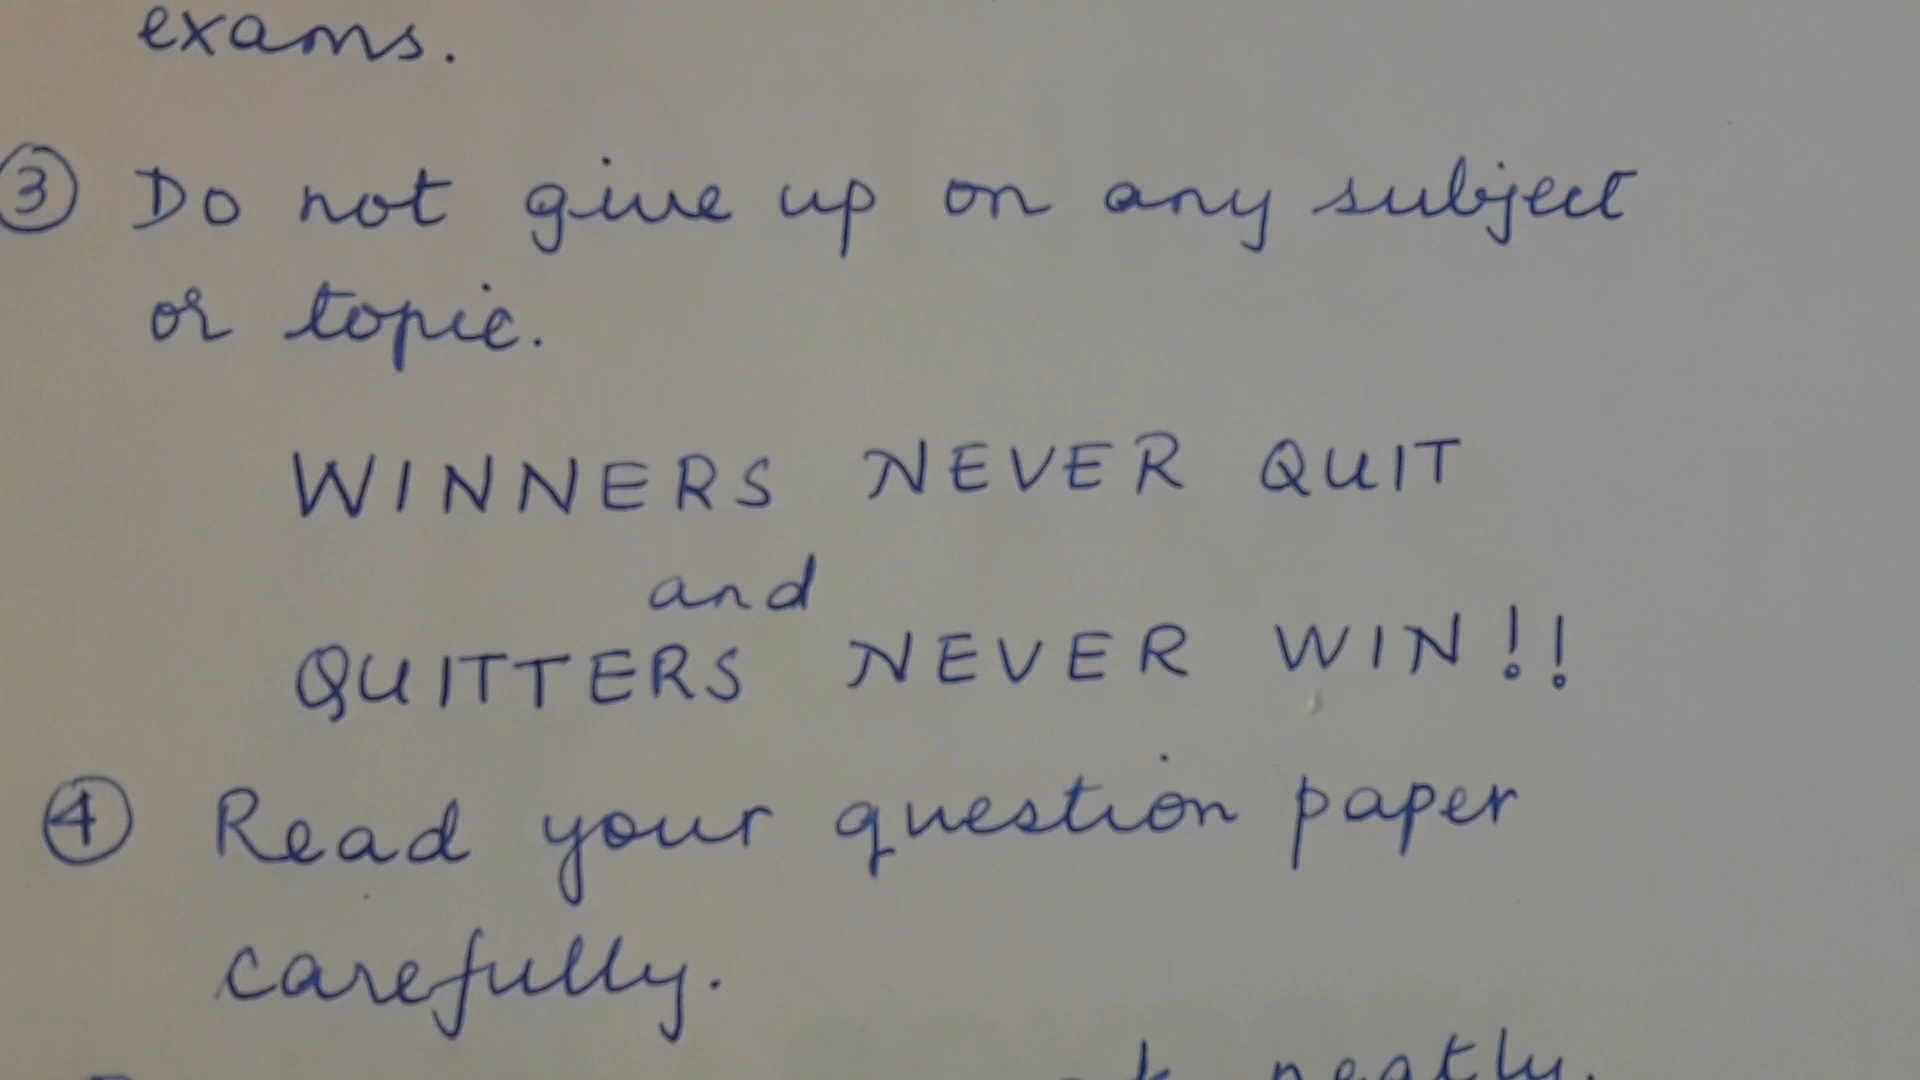 exams.
③ Do not give up on any subject
or topic.
WINNERS NEVER QUIT
and
QUITTERS NEVER WIN!!
④ Read your question paper
carefully.
neatly.